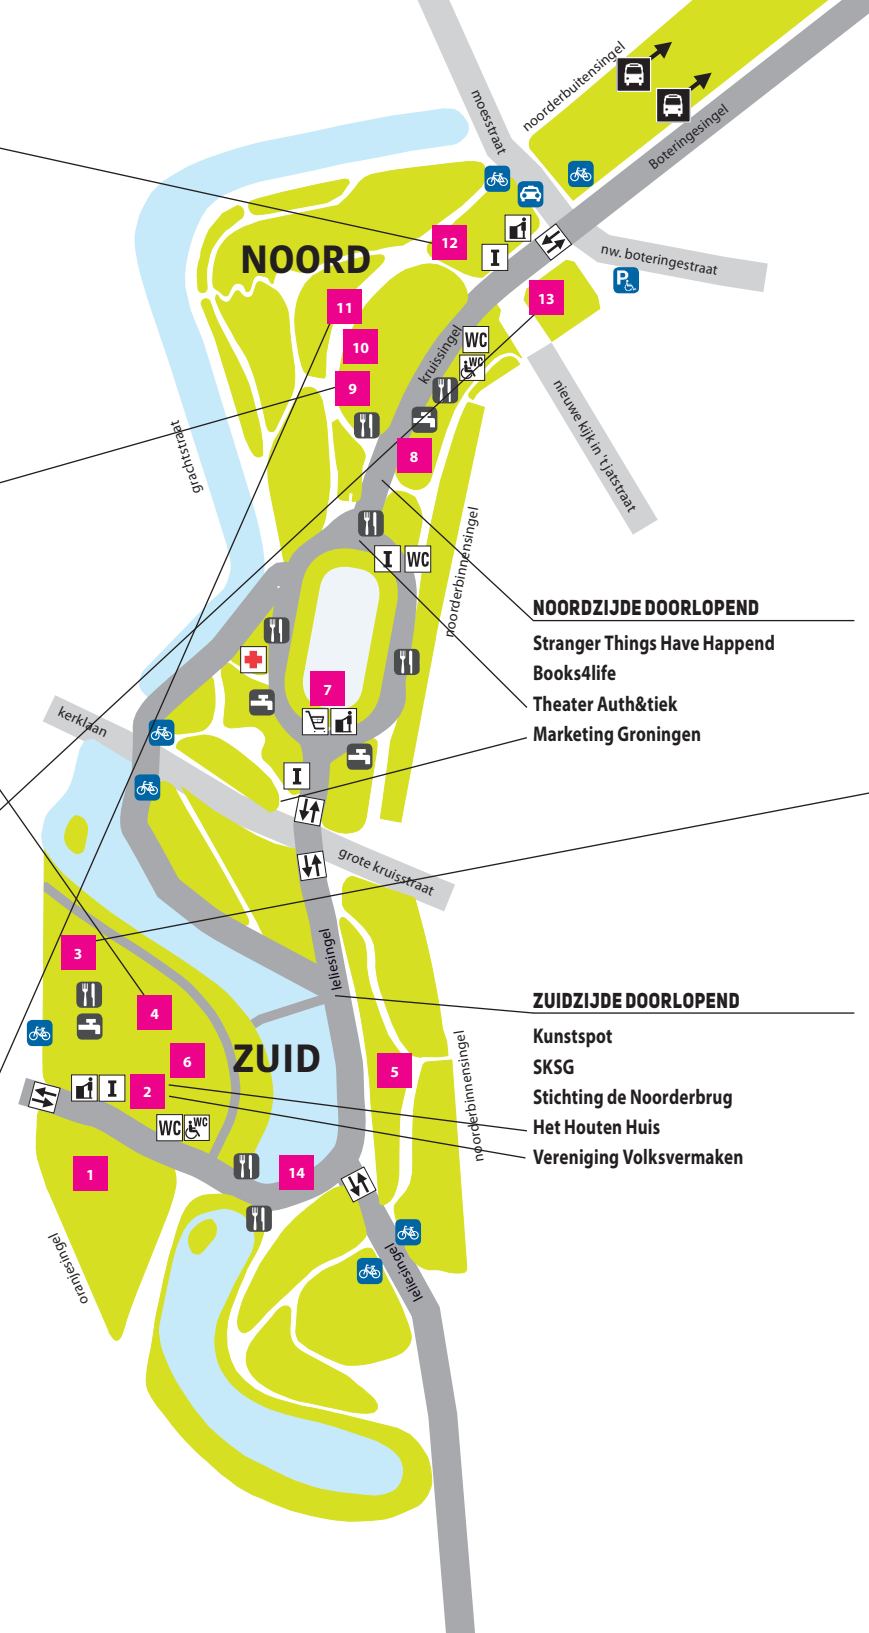 noorderbuitensingel
moesstraat
Boteringesingel
NOORD
12
I
nw. boteringestraat
P
13
11
WC
10
kruissingel
WC
9
nieuwe kijk in 't jatstraat
grachtstraat
8
noorderbinnensingel
I
WC
NOORDZIJDE DOORLOPEND
Stranger Things Have Happend
Books4life
Theater Auth&tiek
Marketing Groningen
7
kerklaan
I
grote kruisstraat
leliesingel
3
4
ZUIDZIJDE DOORLOPEND
Kunstspot
SKSG
Stichting de Noorderbrug
Het Houten Huis
Vereniging Volksvermaken
6
ZUID
5
noorderbinnensingel
I
2
WC
WC
1
14
oranjesingel
leliesingel